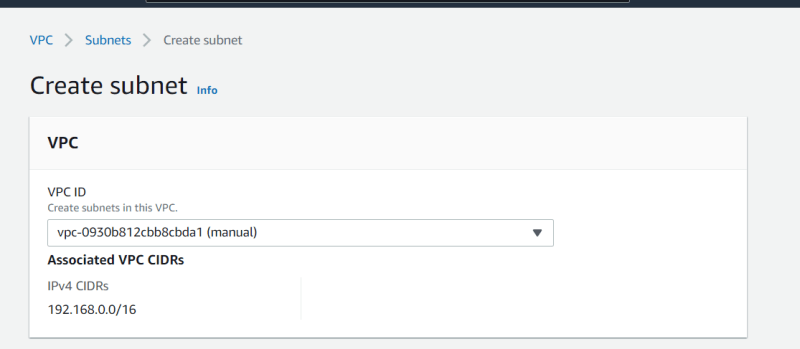 VPC > Subnets > Create subnet
Create subnet Info
VPC
VPC ID
Create subnets in this VPC.
vpc-0930b812cbb8cbda1 (manual)
Associated VPC CIDRs
IPv4 CIDRs
192.168.0.0/16